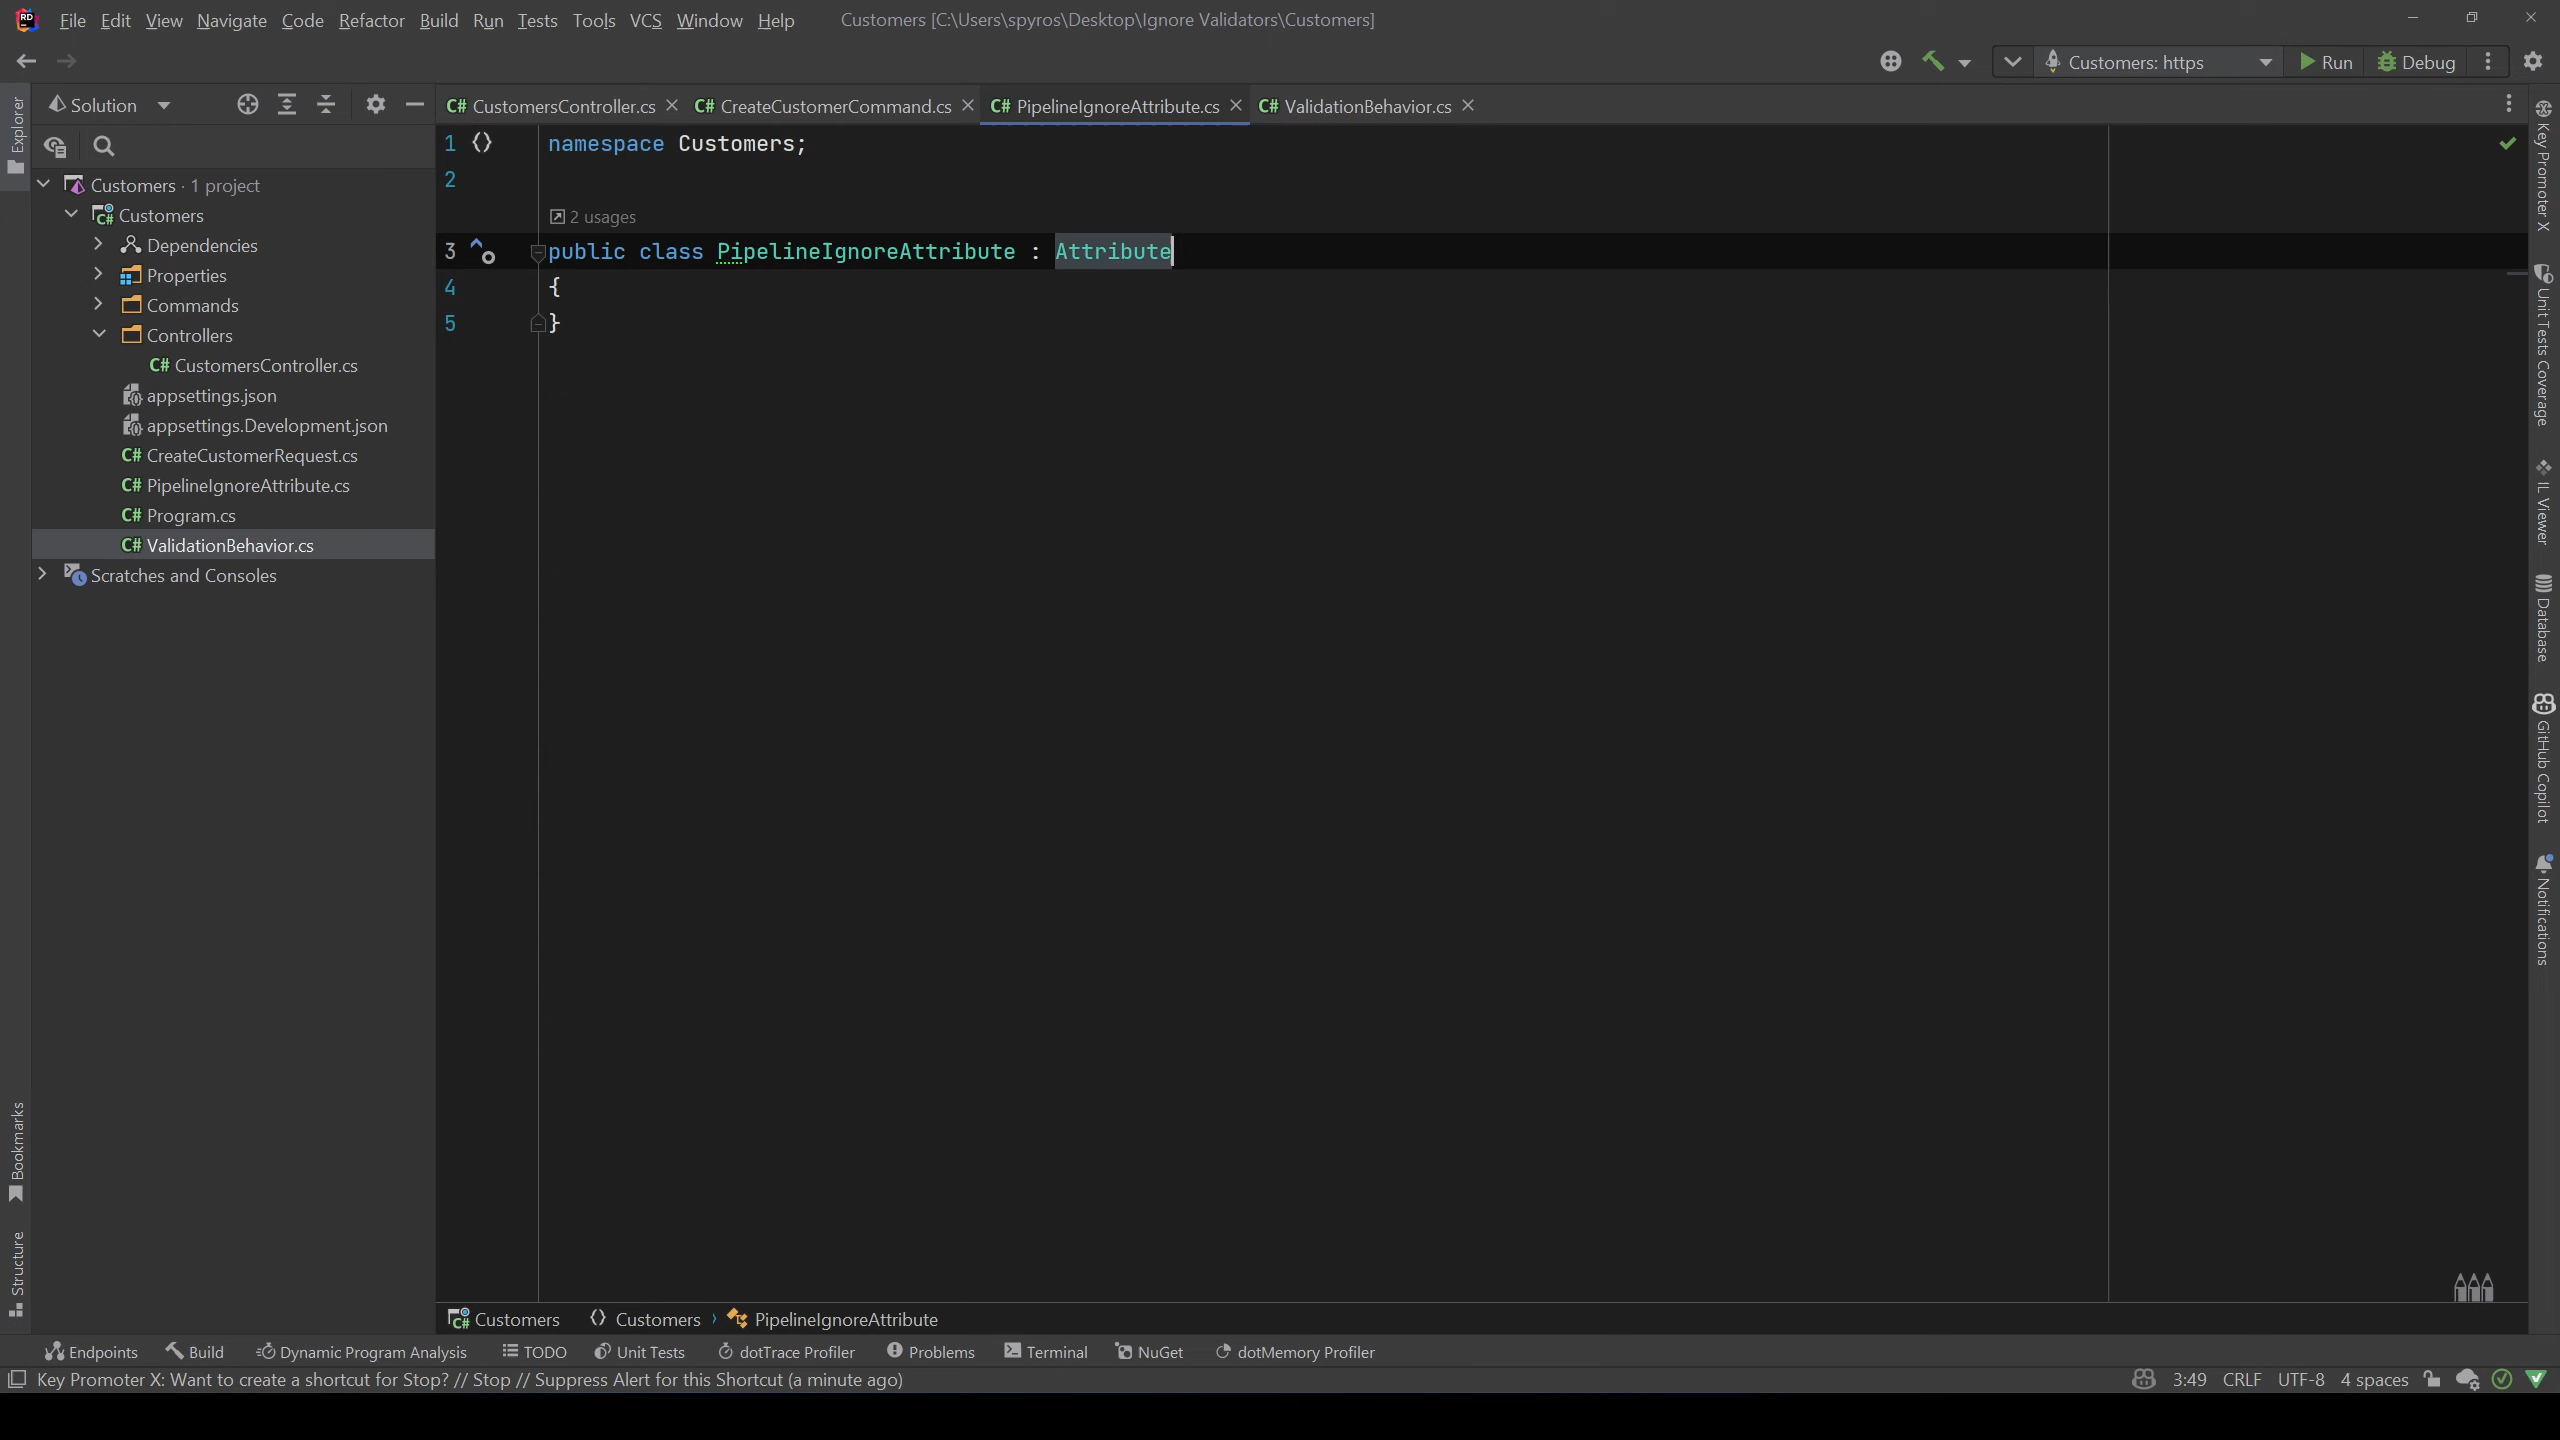 File Edit View Navigate Code Refactor Build Run Tests Tools VCS Window Help Customers [C:\Users\spyros\Desktop\Ignore Validators\Customers]
Customers: https Run Debug
Solution
CustomersController.cs CreateCustomerCommand.cs PipelineIgnoreAttribute.cs ValidationBehavior.cs
Explorer
Customers · 1 project
Customers
Dependencies
Properties
Commands
Controllers
C# CustomersController.cs
appsettings.json
appsettings.Development.json
C# CreateCustomerRequest.cs
C# PipelineIgnoreAttribute.cs
C# Program.cs
C# ValidationBehavior.cs
Scratches and Consoles
Bookmarks
Structure
1 namespace Customers;
2
2 usages
3 public class PipelineIgnoreAttribute : Attribute
4 {
5 }
Key Promoter X
Unit Tests Coverage
IL Viewer
Database
GitHub Copilot
Notifications
Customers Customers PipelineIgnoreAttribute
Endpoints Build Dynamic Program Analysis TODO Unit Tests dotTrace Profiler Problems Terminal NuGet dotMemory Profiler
Key Promoter X: Want to create a shortcut for Stop? // Stop // Suppress Alert for this Shortcut (a minute ago) 3:49 CRLF UTF-8 4 spaces